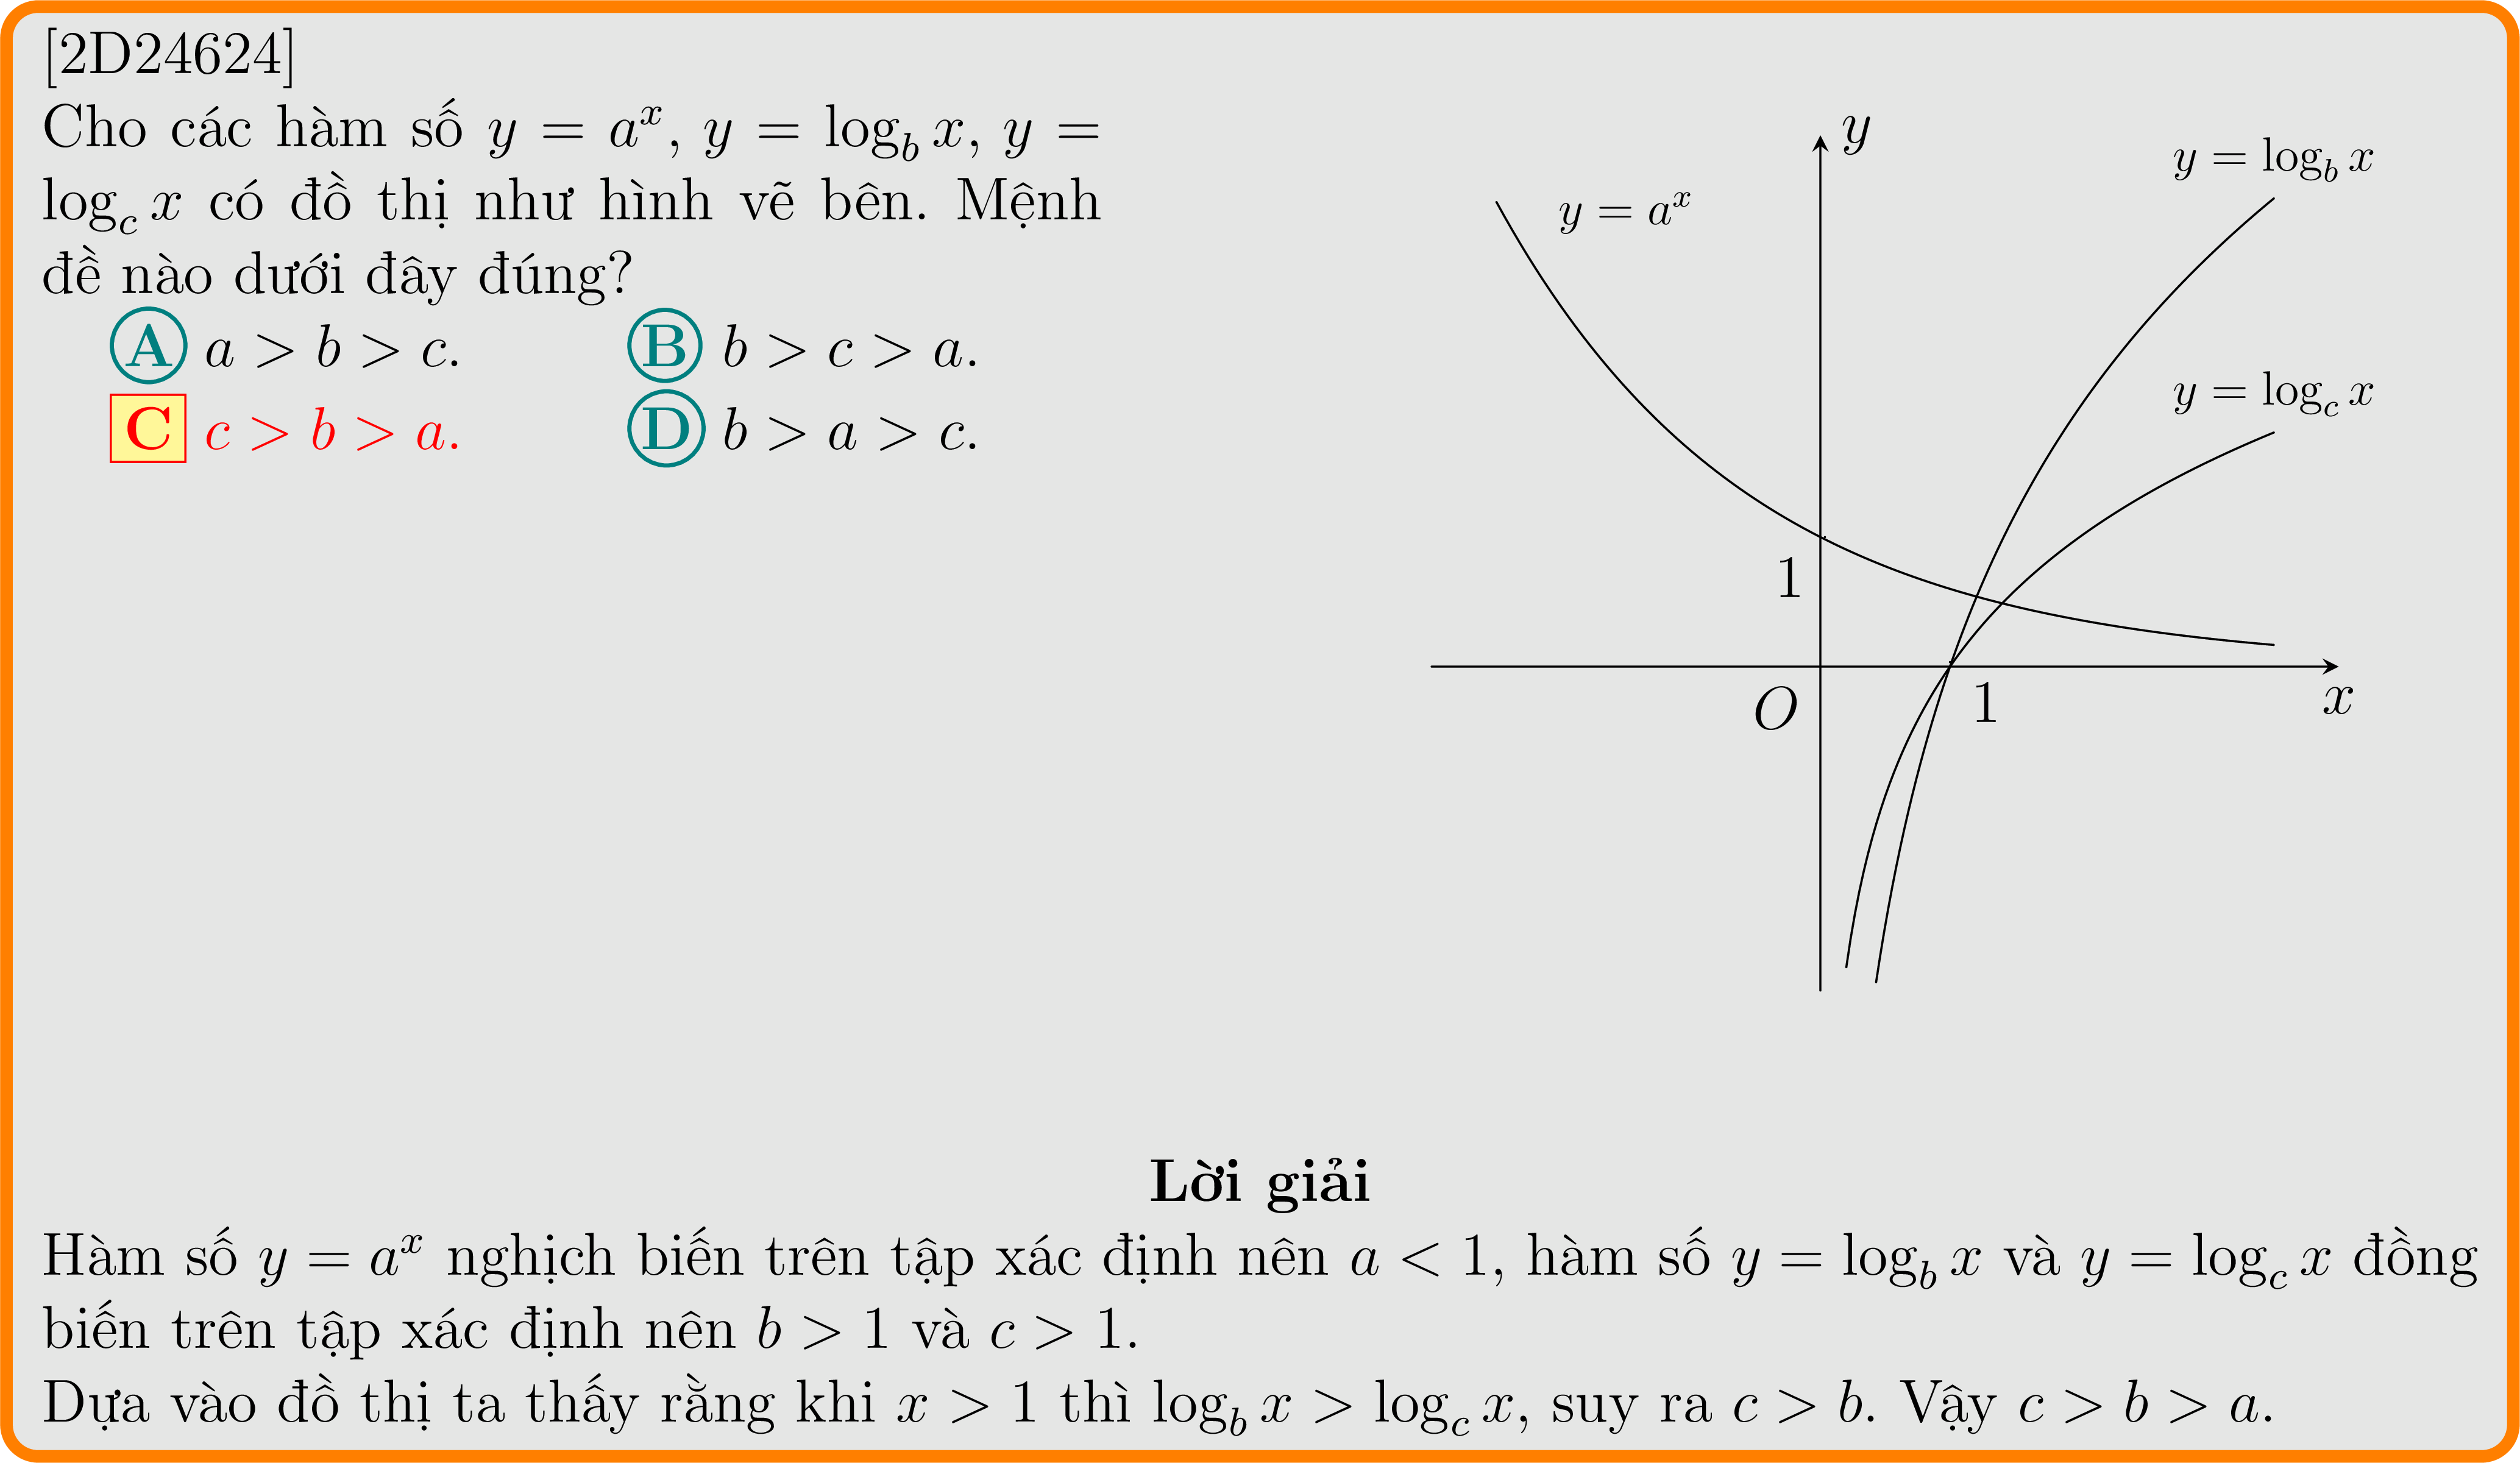 [2D24624]
Cho các hàm số y = a^x, y = log_b x, y =
log_c x có đồ thị như hình vẽ bên. Mệnh
đề nào dưới đây đúng?
A a > b > c. B b > c > a.
C c > b > a. D b > a > c.
y
y = log_b x
y = a^x
y = log_c x
1
O 1 x
Lời giải
Hàm số y = a^x nghịch biến trên tập xác định nên a < 1, hàm số y = log_b x và y = log_c x đồng
biến trên tập xác định nên b > 1 và c > 1.
Dựa vào đồ thị ta thấy rằng khi x > 1 thì log_b x > log_c x, suy ra c > b. Vậy c > b > a.